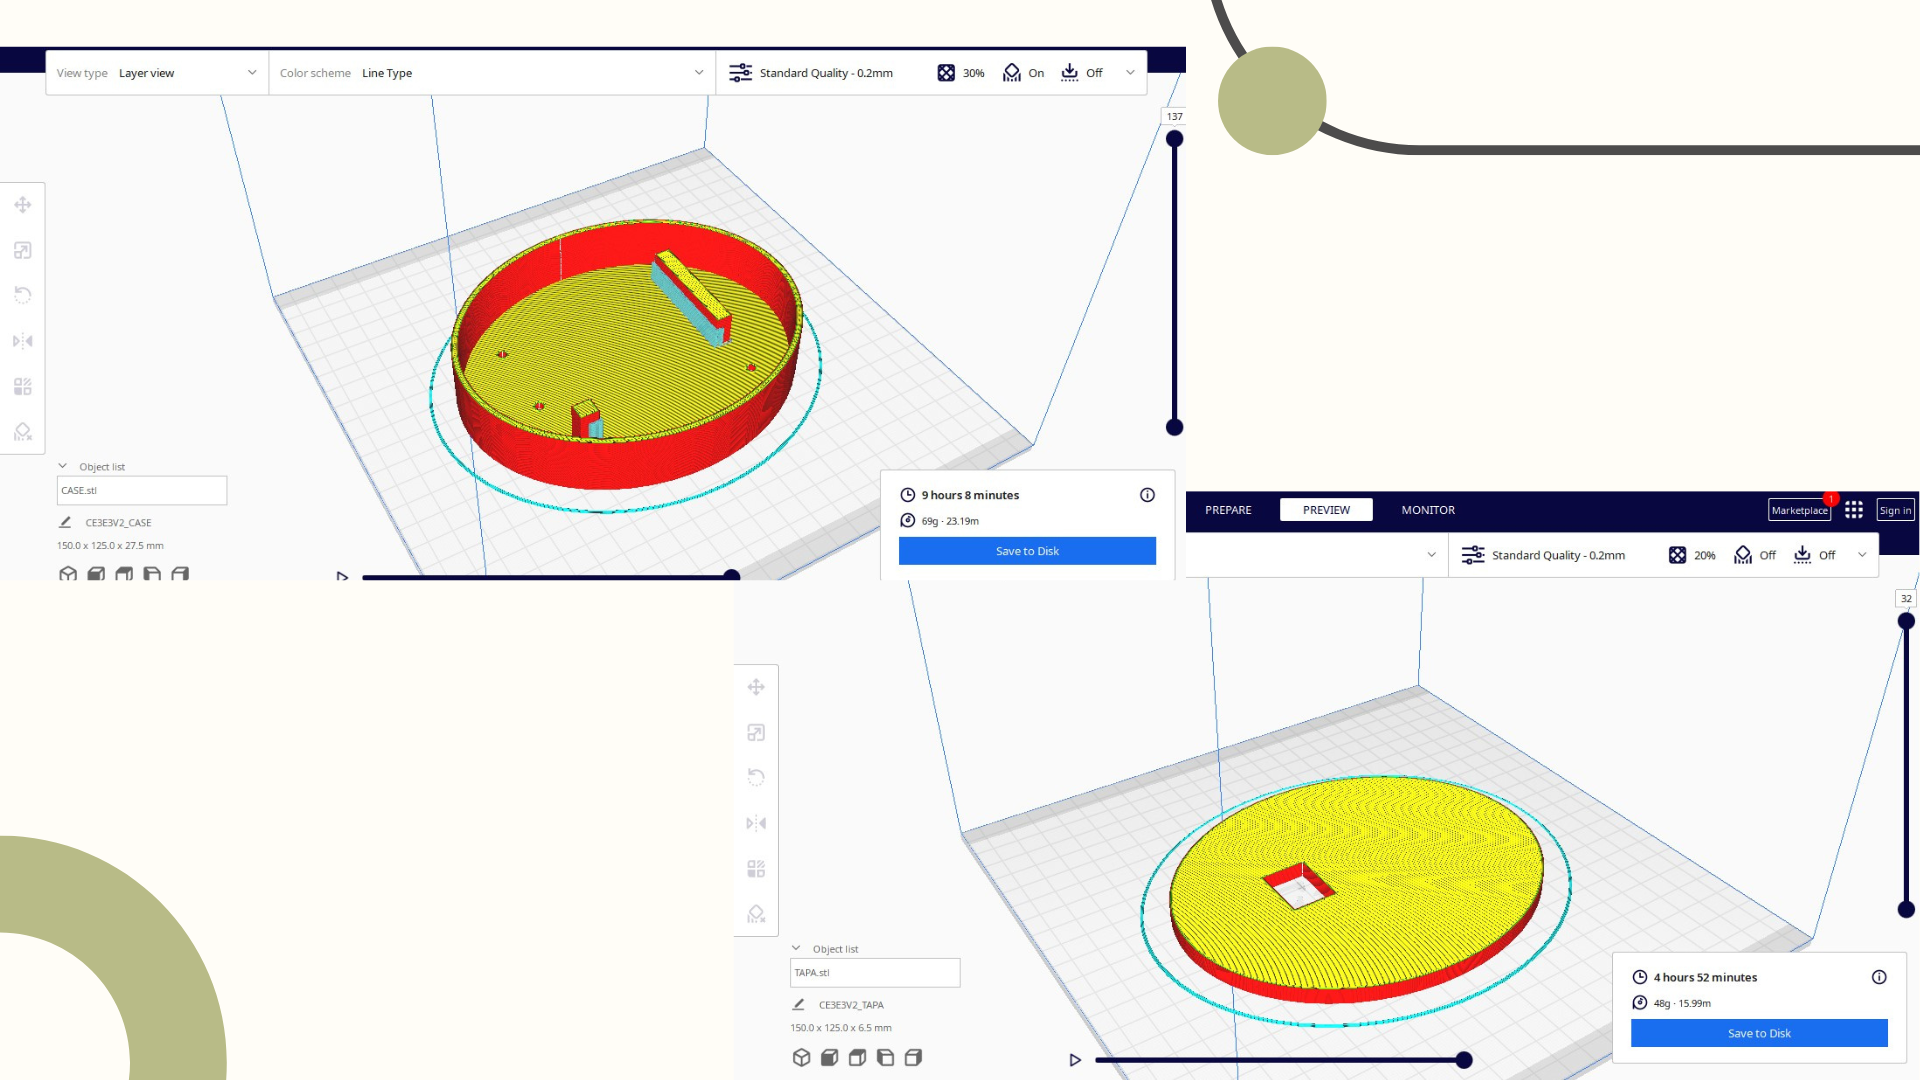 View type Layer view
Color scheme Line Type
Standard Quality - 0.2mm 30% On Off
137
Object list
CASE.stl
CE3E3V2_CASE
150.0 x 125.0 x 27.5 mm
9 hours 8 minutes
69g · 23.19m
Save to Disk
PREPARE PREVIEW MONITOR
Marketplace 1
Sign in
Standard Quality - 0.2mm 20% Off Off
32
Object list
TAPA.stl
CE3E3V2_TAPA
150.0 x 125.0 x 6.5 mm
4 hours 52 minutes
48g · 15.99m
Save to Disk